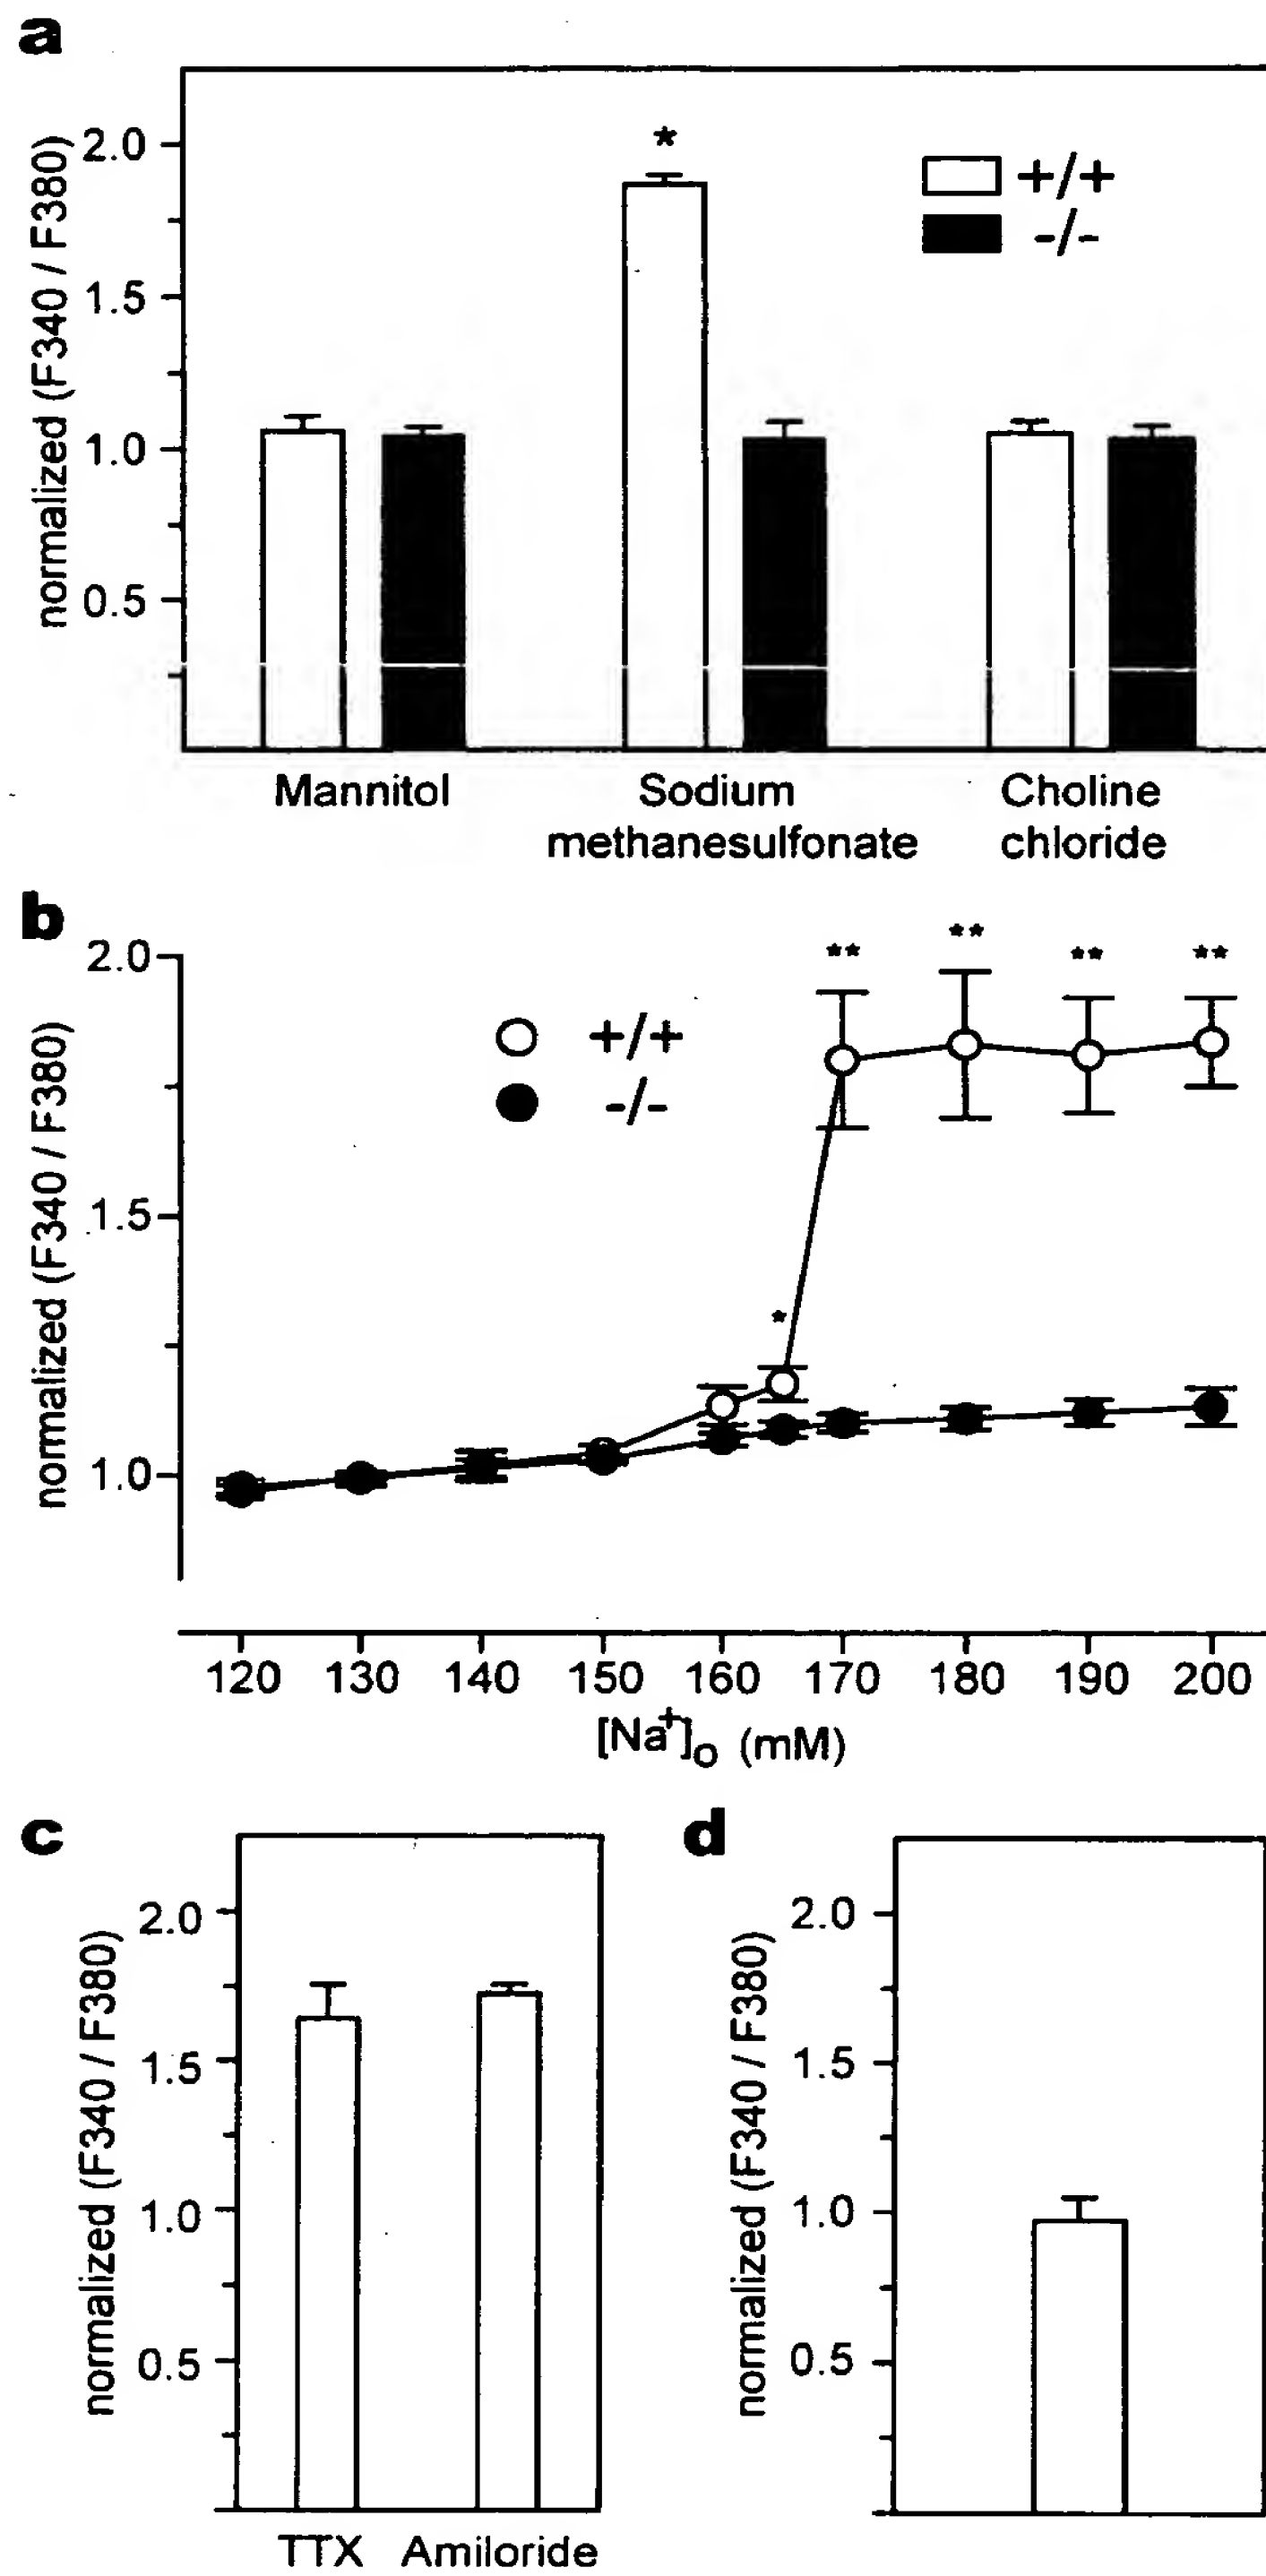 a
normalized (F340 / F380)
2.0
1.5
1.0
0.5
*
+/+
-/-
Mannitol
Sodium
methanesulfonate
Choline
chloride
b
normalized (F340 / F380)
2.0
1.5
1.0
+/+
-/-
*
**
**
**
**
120 130 140 150 160 170 180 190 200
[Na+]o (mM)
c
normalized (F340 / F380)
2.0
1.5
1.0
0.5
TTX Amiloride
d
normalized (F340 / F380)
2.0
1.5
1.0
0.5